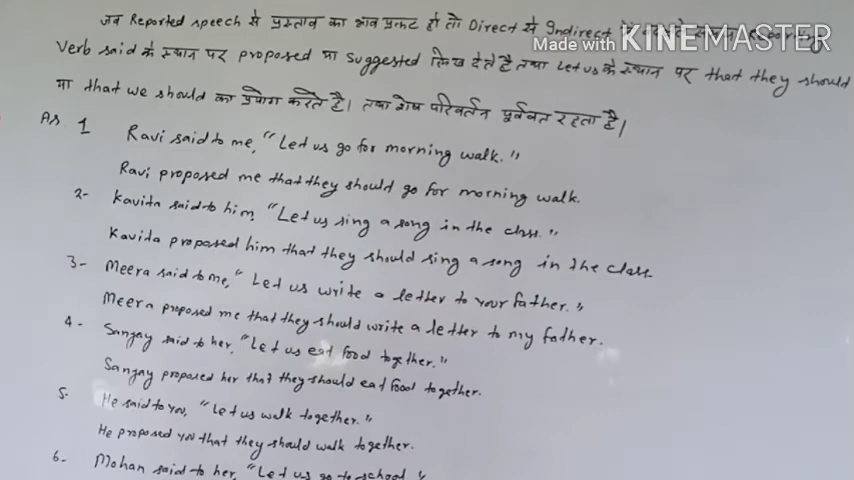 जब Reported speech से प्रस्ताव का भाव प्रकट हो तो Direct से Indirect Reporting
Made with KINEMASTER
Verb said के स्थान पर proposed या suggested लिख देते है तथा Let us के स्थान पर that they should
या that we should का प्रयोग करते है। तथा शेष परिवर्तन पूर्ववत रहता है।
As. 1 Ravi said to me, "Let us go for morning walk."
Ravi proposed me that they should go for morning walk.
2- Kavita said to him, "Let us sing a song in the class."
Kavita proposed him that they should sing a song in the class.
3- Meera said to me, "Let us write a letter to your father."
Meera proposed me that they should write a letter to my father.
4- Sanjay said to her, "Let us eat food together."
Sanjay proposed her that they should eat food together.
5. He said to you, "Let us walk together."
He proposed you that they should walk together.
6- Mohan said to her, "Let us go to school"